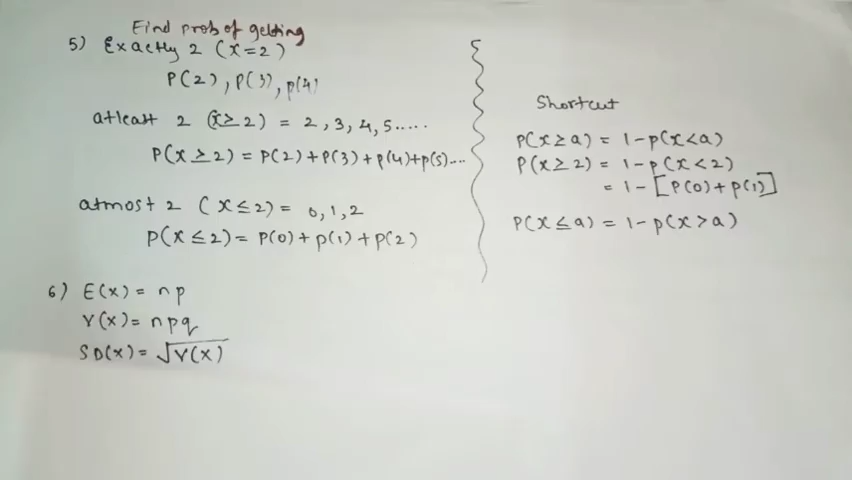 Find prob of getting
5) Exactly 2 (x=2)
P(2), P(3), p(4)
atleast 2 (x≥2) = 2, 3, 4, 5.....
P(x≥2) = P(2)+P(3)+p(4)+p(5)....
atmost 2 (x≤2) = 0, 1, 2
P(x≤2) = P(0)+p(1)+P(2)
6) E(x) = np
V(x) = npq
SD(x) = √V(x)
Shortcut
P(x≥a) = 1-p(x<a)
P(x≥2) = 1-p(x<2)
= 1-[P(0)+p(1)]
P(x≤a) = 1-p(x>a)